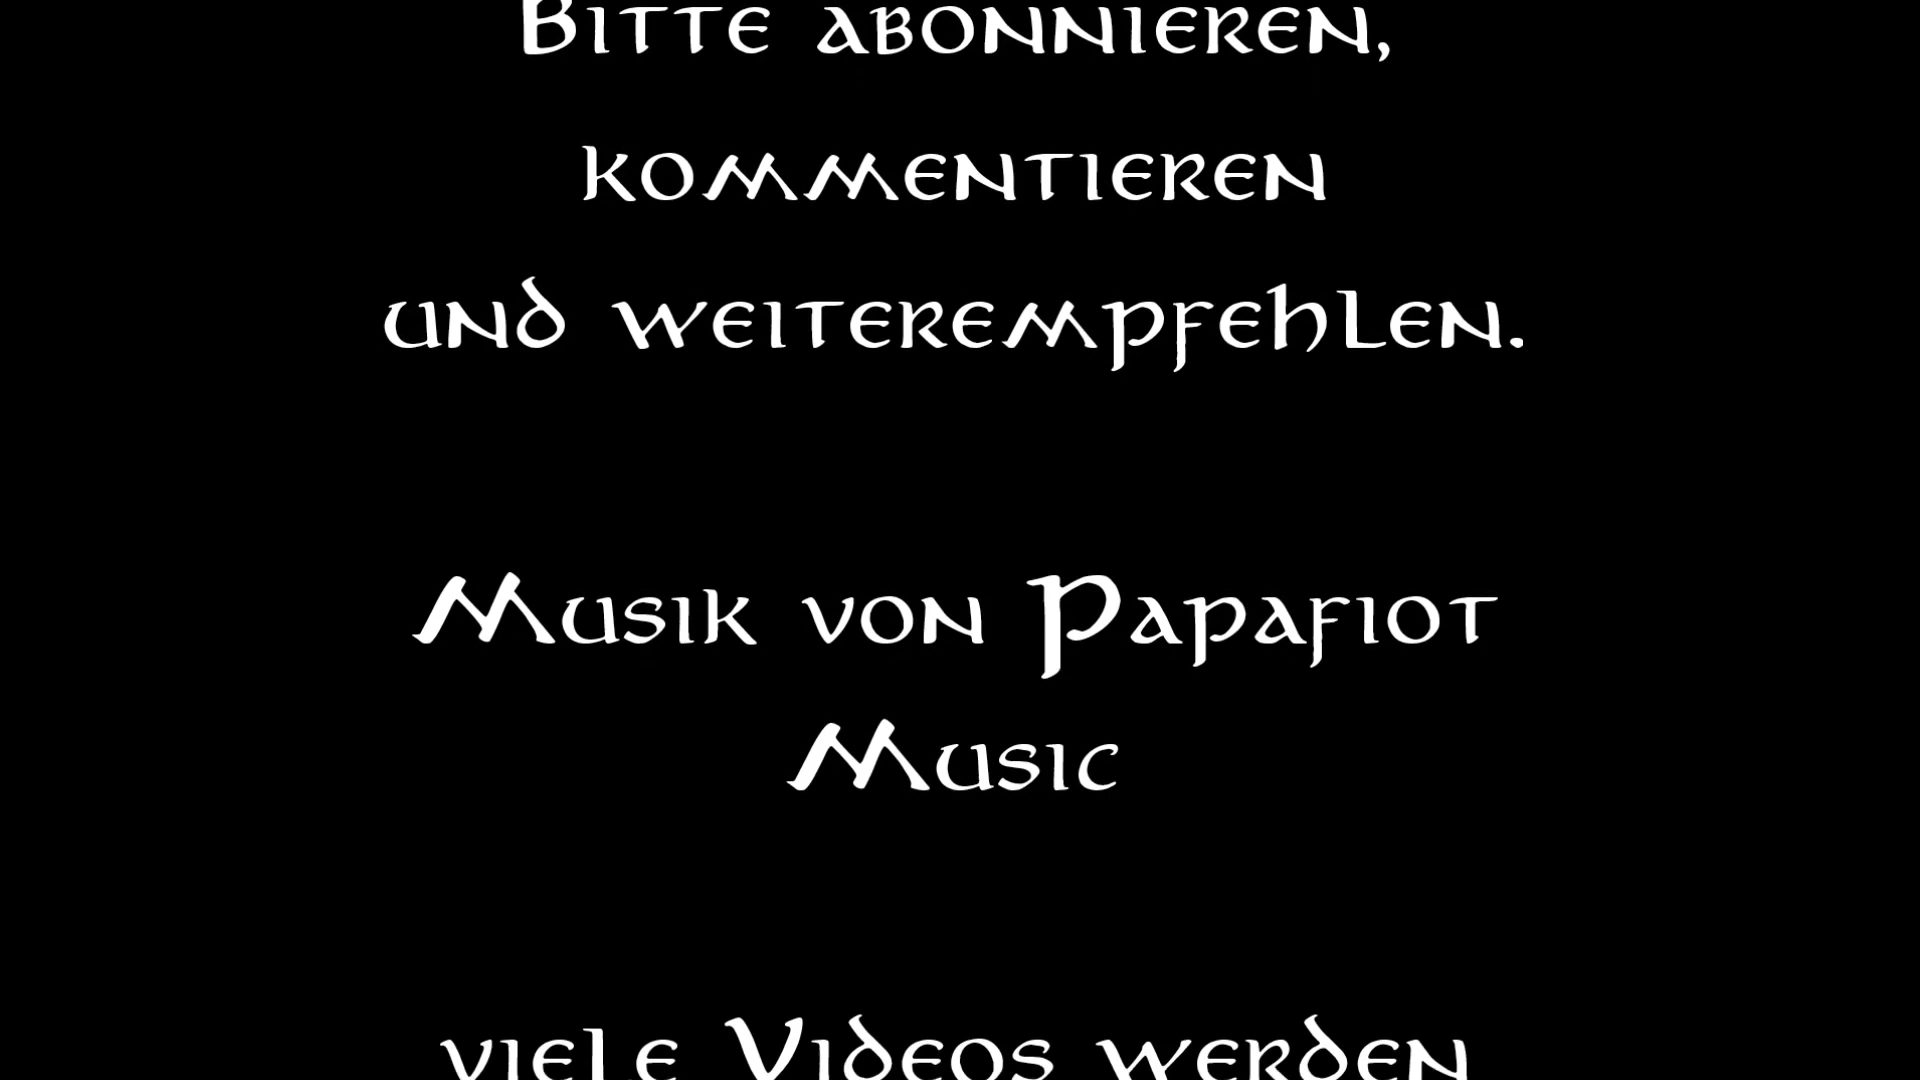 Bitte abonnieren,
kommentieren
und weiterempfehlen.
Musik von Papafiot
Music
viele Videos werden